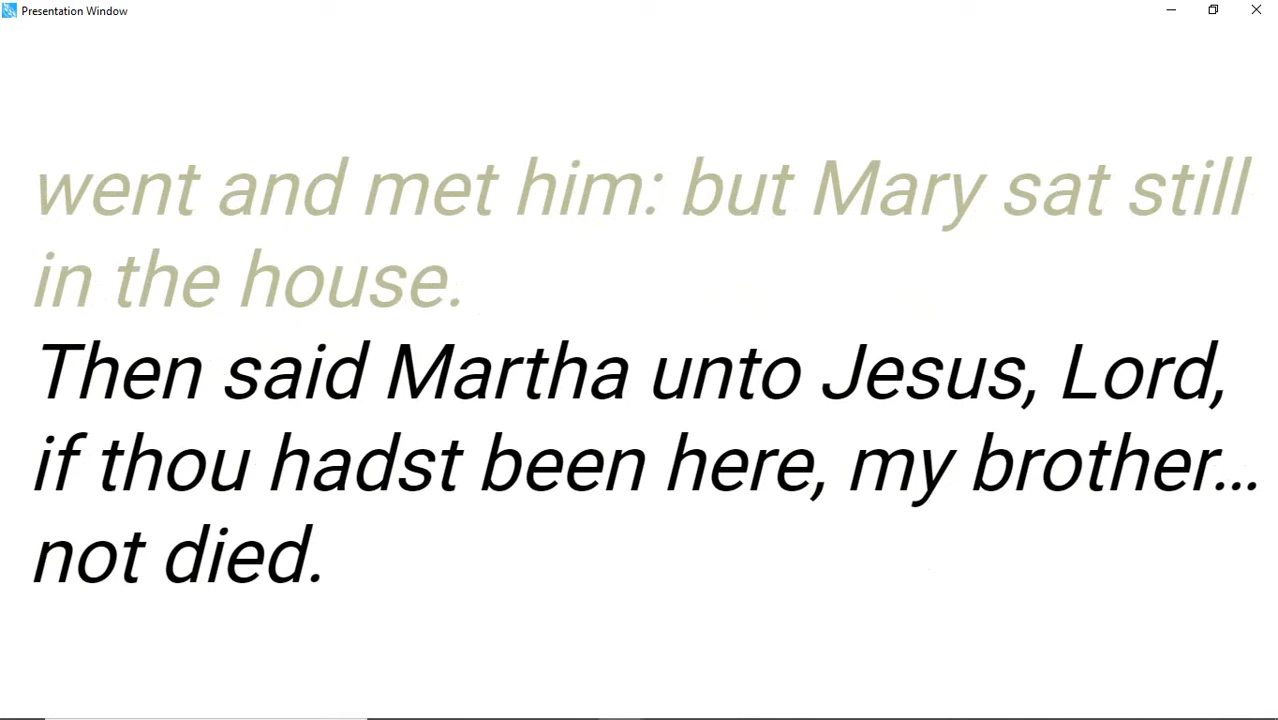 Presentation Window
went and met him: but Mary sat still
in the house.
Then said Martha unto Jesus, Lord,
if thou hadst been here, my brother...
not died.